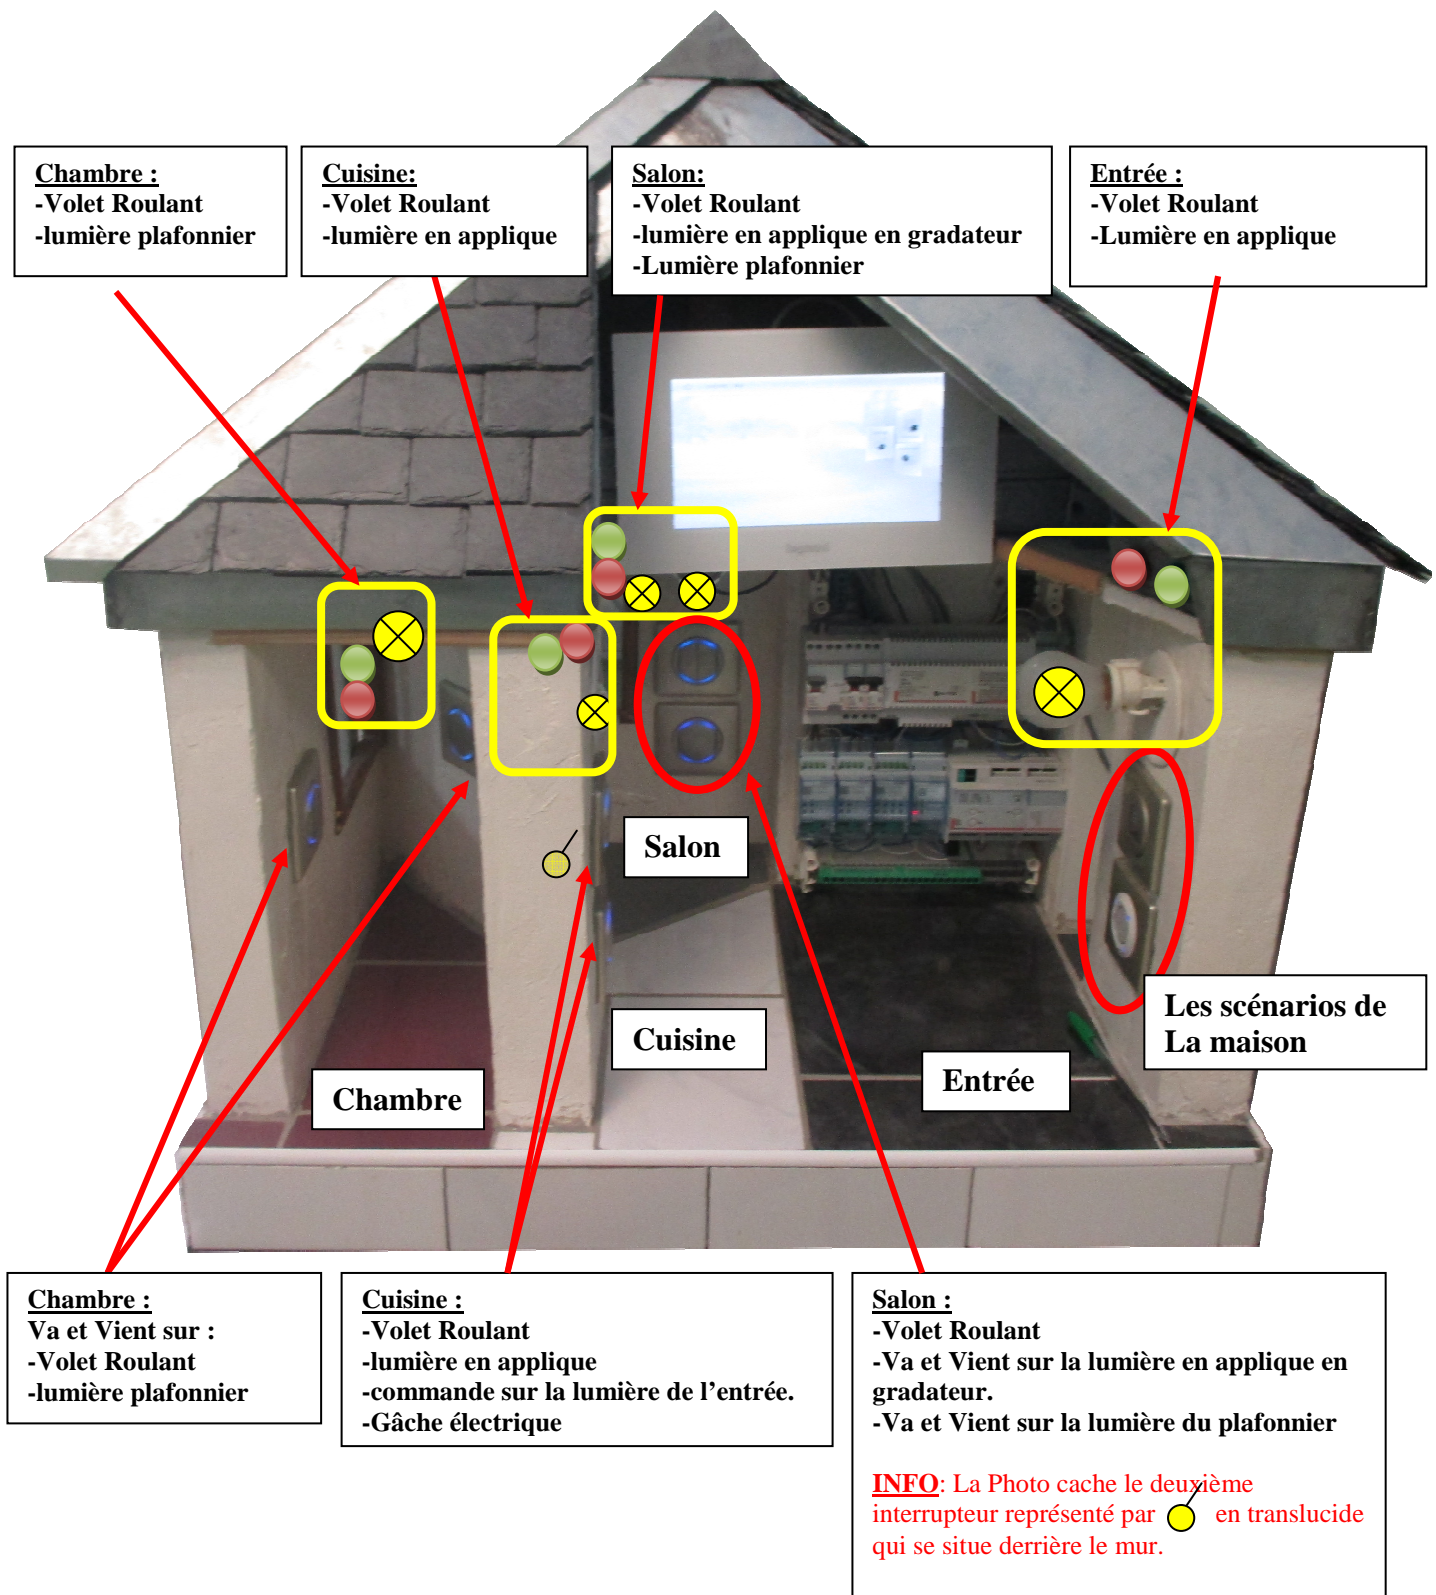 Chambre :
-Volet Roulant
-lumière plafonnier
Cuisine:
-Volet Roulant
-lumière en applique
Salon:
-Volet Roulant
-lumière en applique en gradateur
-Lumière plafonnier
Entrée :
-Volet Roulant
-Lumière en applique
legrand
Salon
Cuisine
Chambre
Entrée
Les scénarios de
La maison
Chambre :
Va et Vient sur :
-Volet Roulant
-lumière plafonnier
Cuisine :
-Volet Roulant
-lumière en applique
-commande sur la lumière de l’entrée.
-Gâche électrique
Salon :
-Volet Roulant
-Va et Vient sur la lumière en applique en
gradateur.
-Va et Vient sur la lumière du plafonnier
INFO: La Photo cache le deuxième
interrupteur représenté par en translucide
qui se situe derrière le mur.